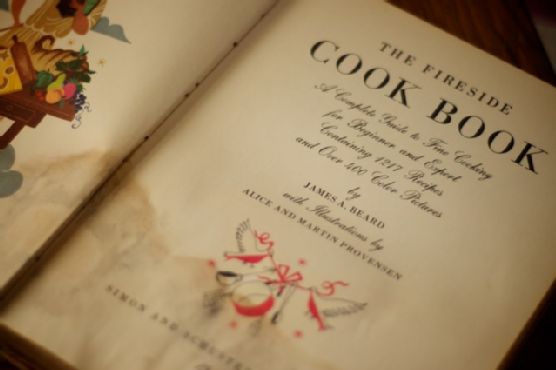 THE FIRESIDE
COOK BOOK
A Complete Guide to Fine Cooking
for Beginner and Expert
Containing 1217 Recipes
and Over 400 Color Pictures
by
JAMES A. BEARD
with Illustrations by
ALICE AND MARTIN PROVENSEN
SIMON AND SCHUSTER